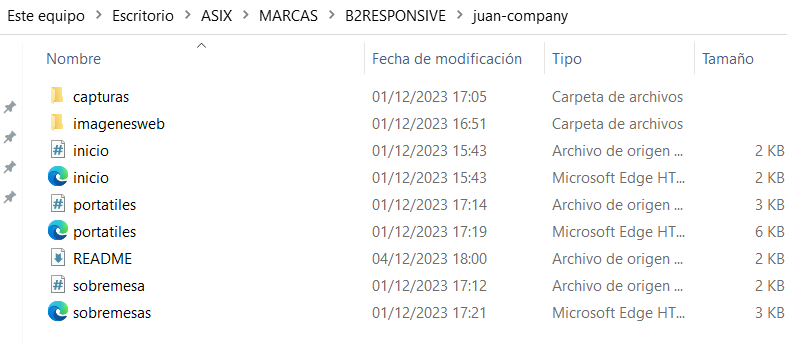 Este equipo > Escritorio > ASIX > MARCAS > B2RESPONSIVE > juan-company
Nombre Fecha de modificación Tipo Tamaño
capturas 01/12/2023 17:05 Carpeta de archivos
imagenesweb 01/12/2023 16:51 Carpeta de archivos
inicio 01/12/2023 15:43 Archivo de origen ... 2 KB
inicio 01/12/2023 15:43 Microsoft Edge HT... 2 KB
portatiles 01/12/2023 17:14 Archivo de origen ... 3 KB
portatiles 01/12/2023 17:19 Microsoft Edge HT... 6 KB
README 04/12/2023 18:00 Archivo de origen ... 2 KB
sobremesa 01/12/2023 17:12 Archivo de origen ... 2 KB
sobremesas 01/12/2023 17:21 Microsoft Edge HT... 3 KB